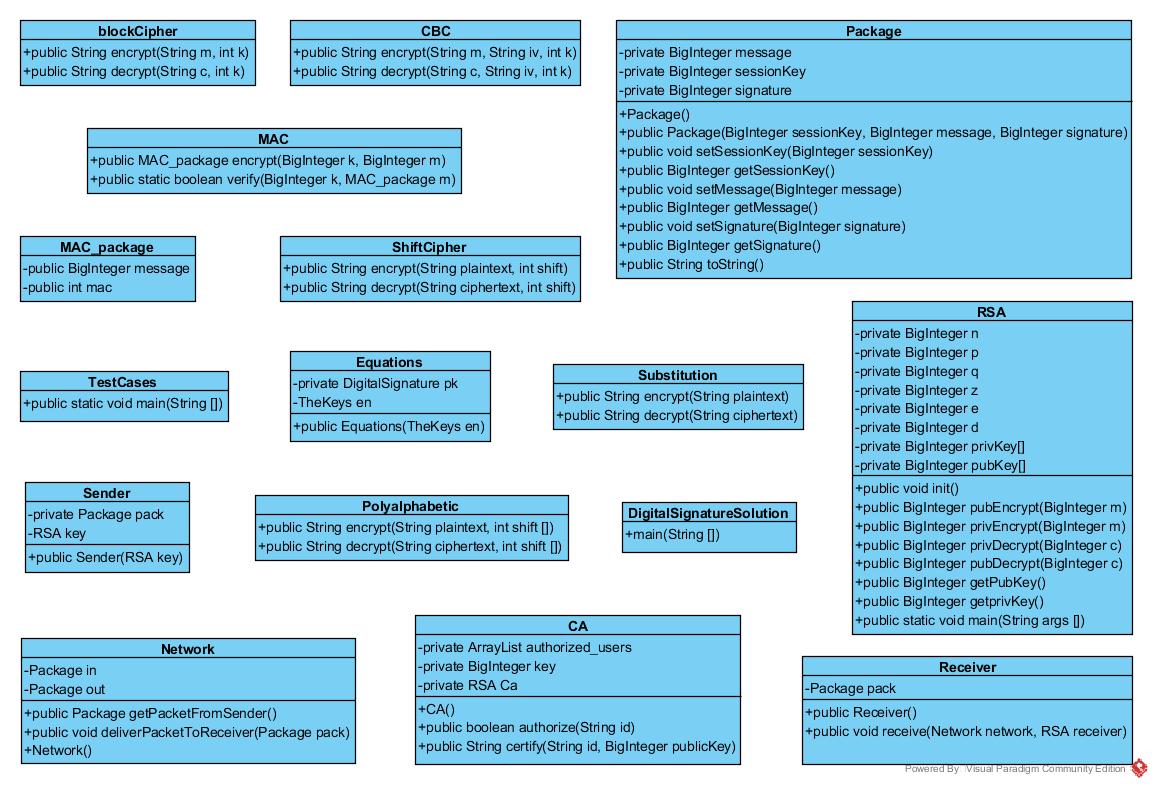 blockCipher
+public String encrypt(String m, int k)
+public String decrypt(String c, int k)
CBC
+public String encrypt(String m, String iv, int k)
+public String decrypt(String c, String iv, int k)
Package
-private BigInteger message
-private BigInteger sessionKey
-private BigInteger signature
+Package()
+public Package(BigInteger sessionKey, BigInteger message, BigInteger signature)
+public void setSessionKey(BigInteger sessionKey)
+public BigInteger getSessionKey()
+public void setMessage(BigInteger message)
+public BigInteger getMessage()
+public void setSignature(BigInteger signature)
+public BigInteger getSignature()
+public String toString()
MAC
+public MAC_package encrypt(BigInteger k, BigInteger m)
+public static boolean verify(BigInteger k, MAC_package m)
MAC_package
-public BigInteger message
-public int mac
ShiftCipher
+public String encrypt(String plaintext, int shift)
+public String decrypt(String ciphertext, int shift)
RSA
-private BigInteger n
-private BigInteger p
-private BigInteger q
-private BigInteger z
-private BigInteger e
-private BigInteger d
-private BigInteger privKey[]
-private BigInteger pubKey[]
+public void init()
+public BigInteger pubEncrypt(BigInteger m)
+public BigInteger privEncrypt(BigInteger m)
+public BigInteger privDecrypt(BigInteger c)
+public BigInteger pubDecrypt(BigInteger c)
+public BigInteger getPubKey()
+public BigInteger getprivKey()
+public static void main(String args [])
TestCases
+public static void main(String [])
Equations
-private DigitalSignature pk
-TheKeys en
+public Equations(TheKeys en)
Substitution
+public String encrypt(String plaintext)
+public String decrypt(String ciphertext)
Sender
-private Package pack
-RSA key
+public Sender(RSA key)
Polyalphabetic
+public String encrypt(String plaintext, int shift [])
+public String decrypt(String ciphertext, int shift [])
DigitalSignatureSolution
+main(String [])
Network
-Package in
-Package out
+public Package getPacketFromSender()
+public void deliverPacketToReceiver(Package pack)
+Network()
CA
-private ArrayList authorized_users
-private BigInteger key
-private RSA Ca
+CA()
+public boolean authorize(String id)
+public String certify(String id, BigInteger publicKey)
Receiver
-Package pack
+public Receiver()
+public void receive(Network network, RSA receiver)
Powered By Visual Paradigm Community Edition